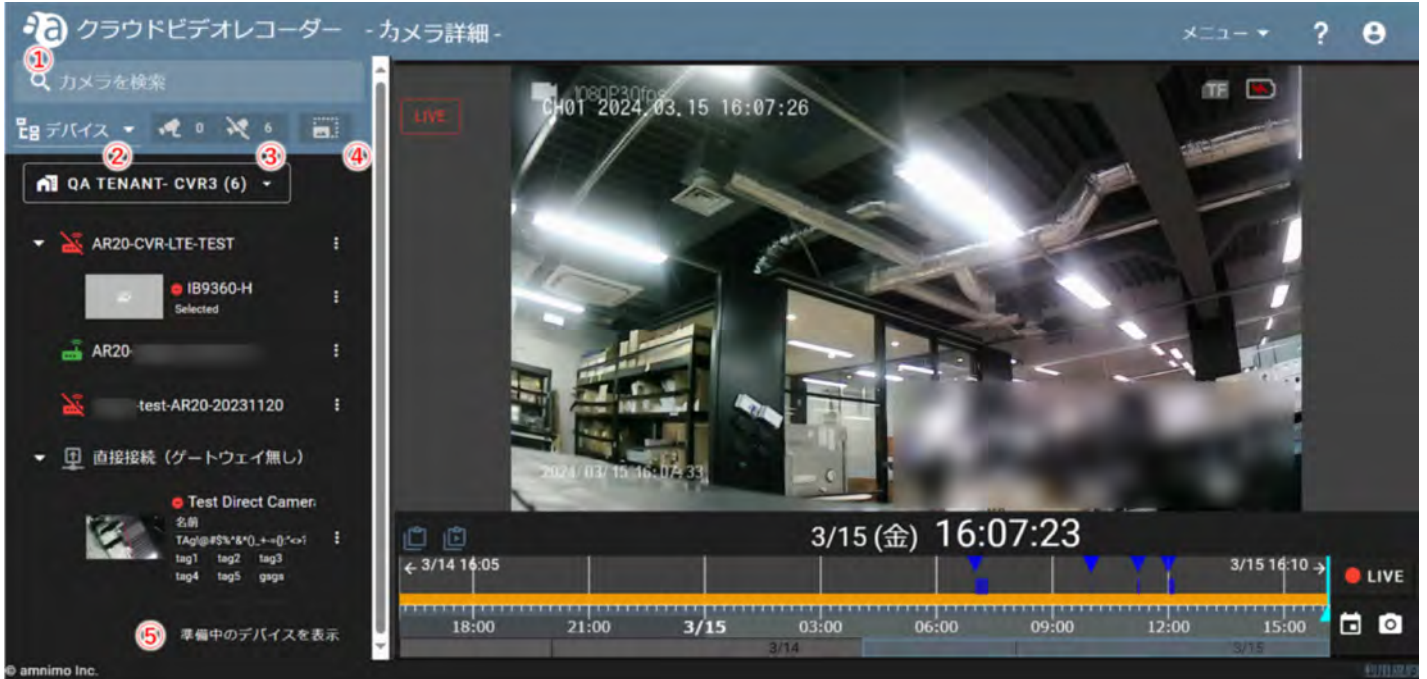 クラウドビデオレコーダー - カメラ詳細 -
メニュー ?
①
カメラを検索
デバイス 0 6
② ③ ④
QA TENANT- CVR3 (6)
AR20-CVR-LTE-TEST
IB9360-H
Selected
AR20-
-test-AR20-20231120
直接接続（ゲートウェイ無し）
Test Direct Camer
名前
tag1 tag2 tag3
tag4 tag5 gsgs
⑤ 準備中のデバイスを表示
© amnimo Inc.
LIVE
1080P30fps
TF
CH01 2024.03.15 16:07:26
2024/03/15 16:07:33
3/15 (金) 16:07:23
← 3/14 16:05 3/15 16:10 →
LIVE
18:00 21:00 3/15 03:00 06:00 09:00 12:00 15:00
3/14 3/15
利用規約